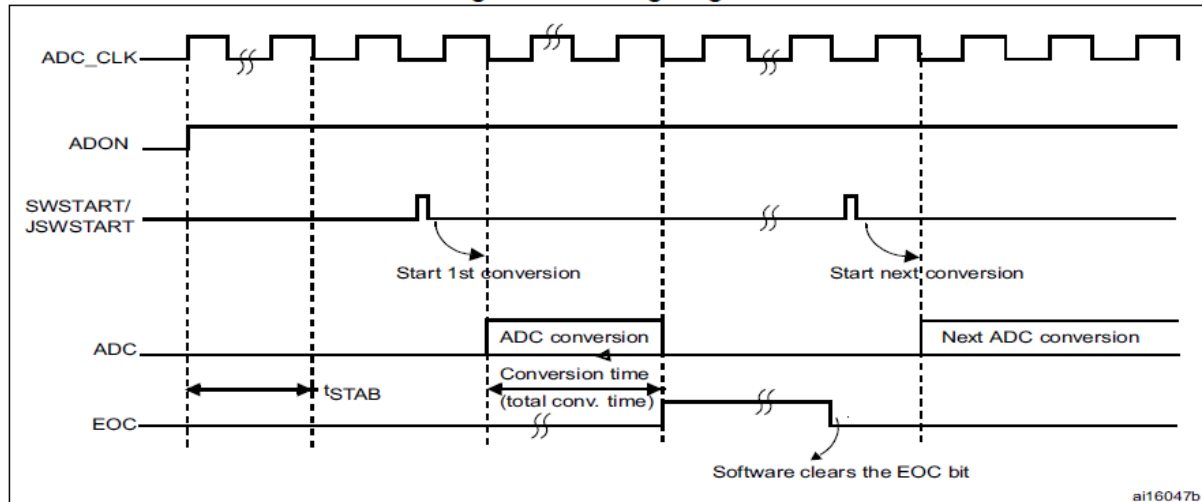 ADC_CLK
ADON
SWSTART/
JSWSTART
Start 1st conversion
Start next conversion
ADC
ADC conversion
Next ADC conversion
Conversion time
tSTAB
(total conv. time)
EOC
Software clears the EOC bit
ai16047b